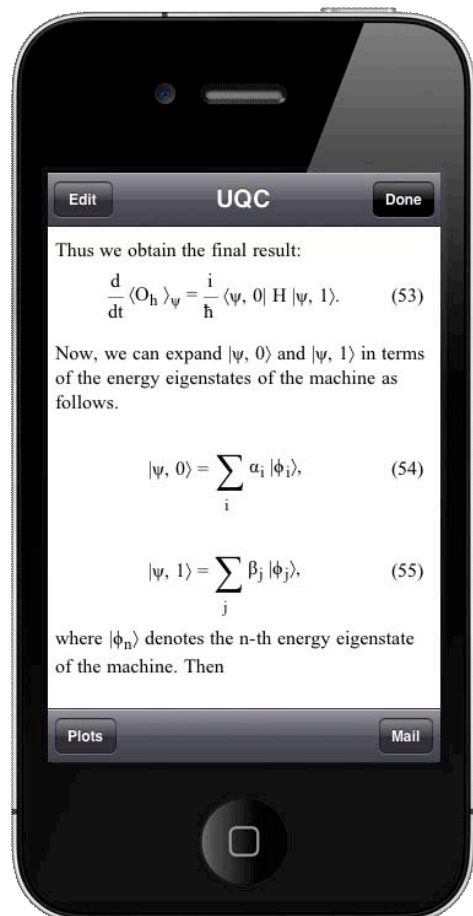 Edit UQC Done
Thus we obtain the final result:
d/dt ⟨O_h⟩_ψ = i/ħ ⟨ψ, 0| H |ψ, 1⟩. (53)
Now, we can expand |ψ, 0⟩ and |ψ, 1⟩ in terms
of the energy eigenstates of the machine as
follows.
|ψ, 0⟩ = ∑_i α_i |ϕ_i⟩, (54)
|ψ, 1⟩ = ∑_j β_j |ϕ_j⟩, (55)
where |ϕ_n⟩ denotes the n-th energy eigenstate
of the machine. Then
Plots Mail